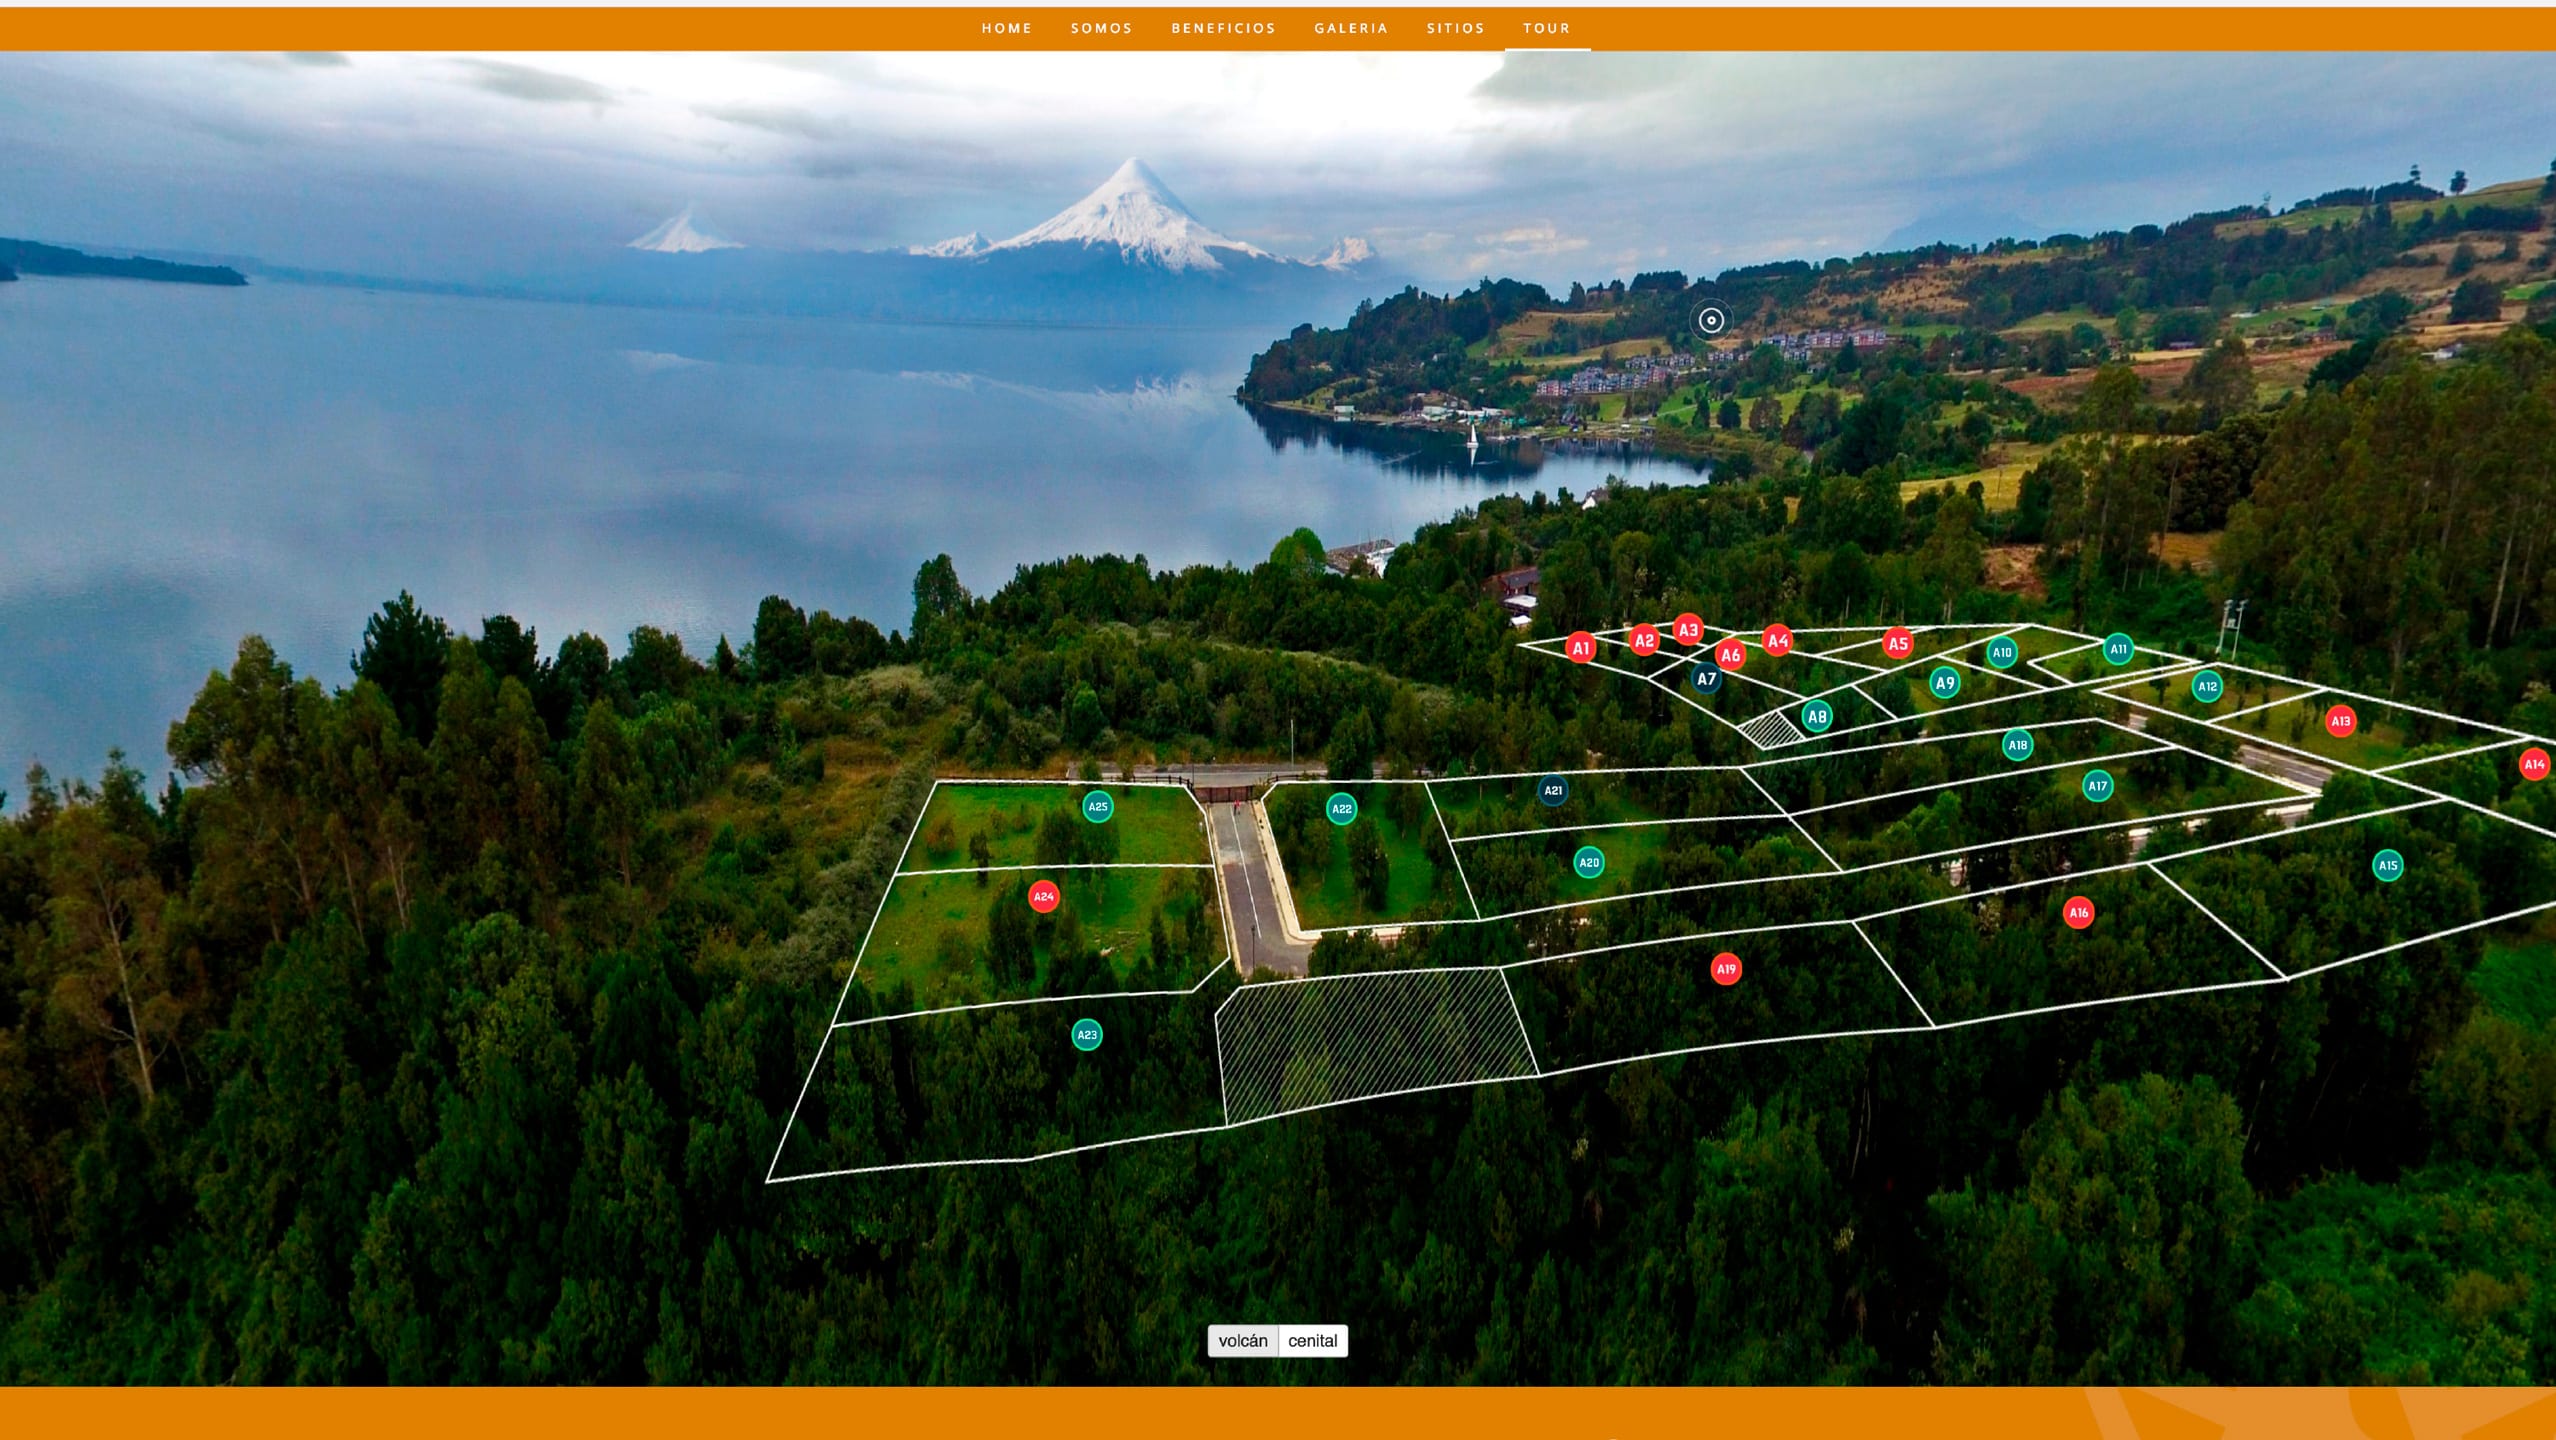 HOME SOMOS BENEFICIOS GALERIA SITIOS TOUR
A1 A2 A3 A4 A5 A10 A11
A6
A7 A9 A12
A8 A13
A18 A14
A25 A22 A21 A17
A20 A15
A24 A16
A19
A23
volcán cenital